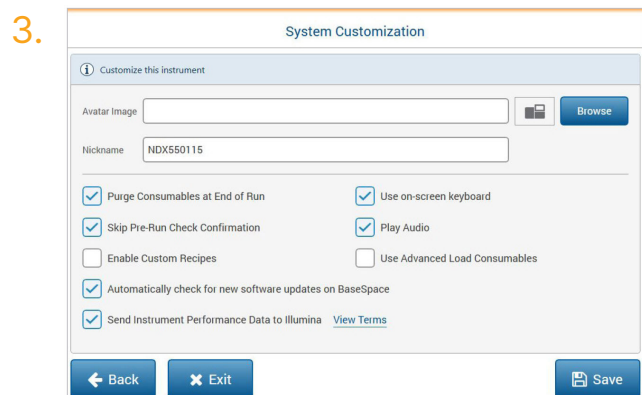 3.
System Customization
i Customize this instrument
Avatar Image Browse
Nickname NDX550115
Purge Consumables at End of Run Use on-screen keyboard
Skip Pre-Run Check Confirmation Play Audio
Enable Custom Recipes Use Advanced Load Consumables
Automatically check for new software updates on BaseSpace
Send Instrument Performance Data to Illumina View Terms
Back Exit Save